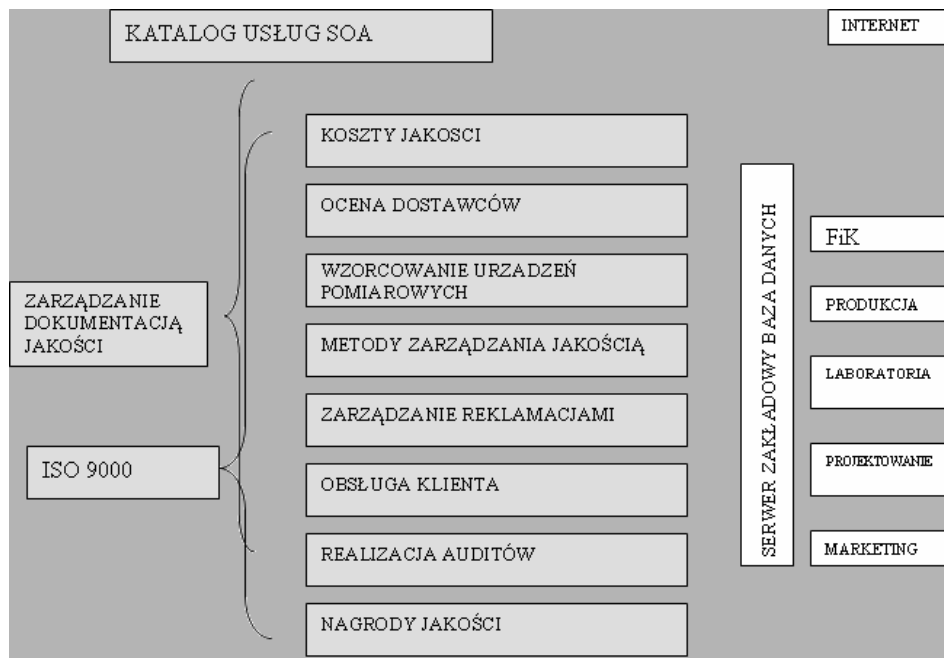 KATALOG USŁUG SOA
INTERNET
KOSZTY JAKOSCI
OCENA DOSTAWCÓW
WZORCOWANIE URZADZEŃ
POMIAROWYCH
METODY ZARZĄDZANIA JAKOŚCIĄ
ZARZĄDZANIE REKLAMACJAMI
OBSŁUGA KLIENTA
REALIZACJA AUDITÓW
NAGRODY JAKOŚCI
ZARZĄDZANIE
DOKUMENTACJĄ
JAKOŚCI
ISO 9000
SERWER ZAKŁADOWY BAZA DANYCH
FiK
PRODUKCJA
LABORATORIA
PROJEKTOWANIE
MARKETING